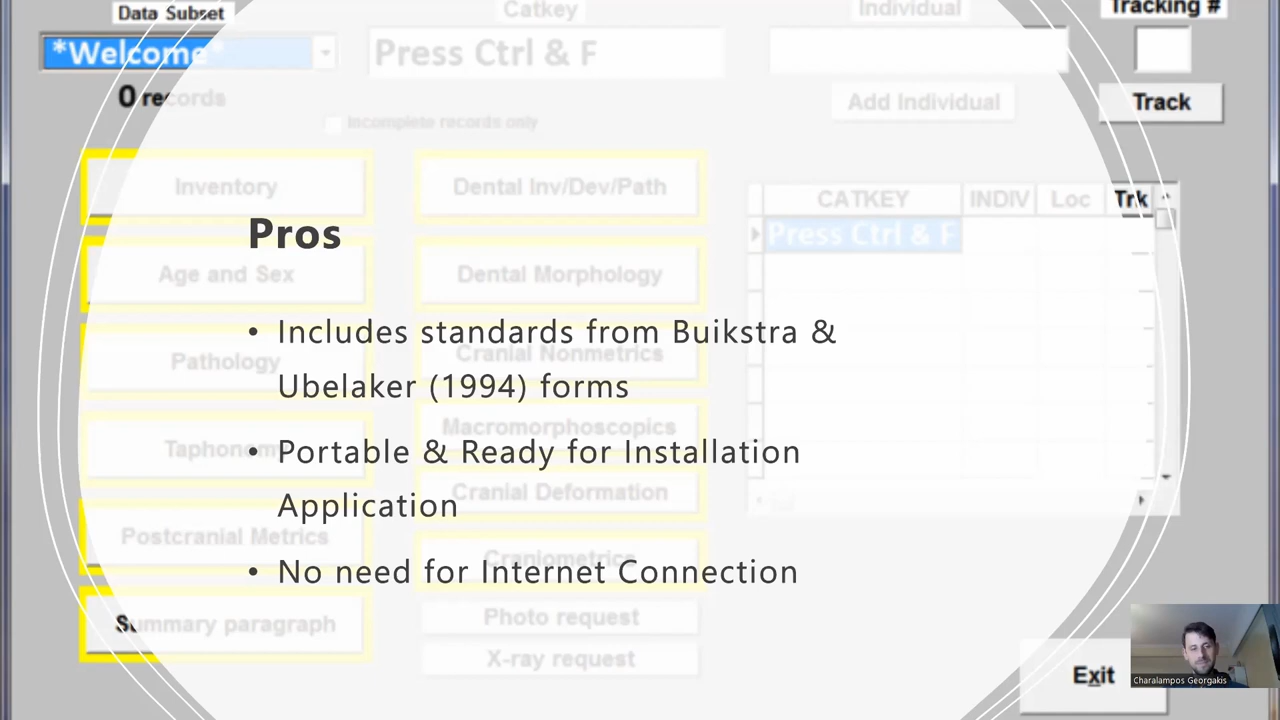 Data Subset
Catkey
Individual
Tracking #
*Welcome*
Press Ctrl & F
0 records
Add Individual
Track
Incomplete records only
Inventory
Dental Inv/Dev/Path
CATKEY
INDIV
Loc
Trk
Press Ctrl & F
Age and Sex
Dental Morphology
Pathology
Cranial Nonmetrics
Taphonomy
Macromorphoscopics
Cranial Deformation
Postcranial Metrics
Craniometrics
Summary paragraph
Photo request
X-ray request
Exit
Pros
• Includes standards from Buikstra &
Ubelaker (1994) forms
• Portable & Ready for Installation
Application
• No need for Internet Connection
Charalampos Georgakis